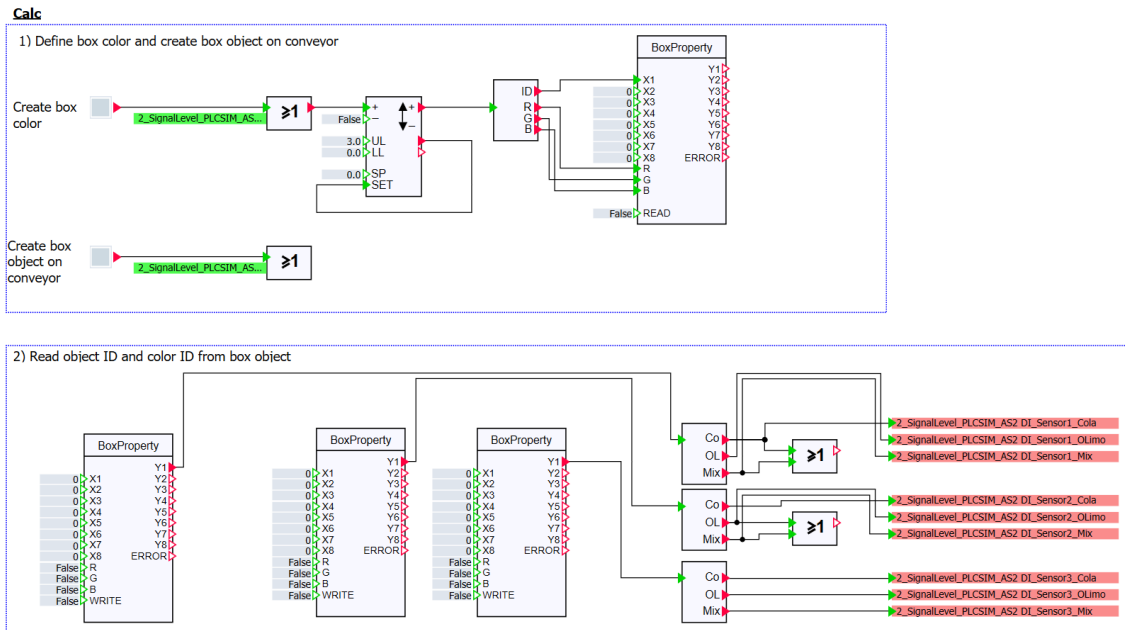 Calc
1) Define box color and create box object on conveyor
Create box
color
2_SignalLevel_PLCSIM_AS...
≥1
+
False
–
3.0
UL
0.0
LL
0.0
SP
SET
+
–
ID
R
G
B
BoxProperty
X1
0 X2
0 X3
0 X4
0 X5
0 X6
0 X7
0 X8
R
G
B
False READ
Y1
Y2
Y3
Y4
Y5
Y6
Y7
Y8
ERROR
Create box
object on
conveyor
2_SignalLevel_PLCSIM_AS...
≥1
2) Read object ID and color ID from box object
BoxProperty
0 X1
0 X2
0 X3
0 X4
0 X5
0 X6
0 X7
0 X8
False R
False G
False B
False WRITE
Y1
Y2
Y3
Y4
Y5
Y6
Y7
Y8
ERROR
BoxProperty
0 X1
0 X2
0 X3
0 X4
0 X5
0 X6
0 X7
0 X8
False R
False G
False B
False WRITE
Y1
Y2
Y3
Y4
Y5
Y6
Y7
Y8
ERROR
BoxProperty
0 X1
0 X2
0 X3
0 X4
0 X5
0 X6
0 X7
0 X8
False R
False G
False B
False WRITE
Y1
Y2
Y3
Y4
Y5
Y6
Y7
Y8
ERROR
Co
OL
Mix
≥1
2_SignalLevel_PLCSIM_AS2 DI_Sensor1_Cola
2_SignalLevel_PLCSIM_AS2 DI_Sensor1_OLimo
2_SignalLevel_PLCSIM_AS2 DI_Sensor1_Mix
Co
OL
Mix
≥1
2_SignalLevel_PLCSIM_AS2 DI_Sensor2_Cola
2_SignalLevel_PLCSIM_AS2 DI_Sensor2_OLimo
2_SignalLevel_PLCSIM_AS2 DI_Sensor2_Mix
Co
OL
Mix
2_SignalLevel_PLCSIM_AS2 DI_Sensor3_Cola
2_SignalLevel_PLCSIM_AS2 DI_Sensor3_OLimo
2_SignalLevel_PLCSIM_AS2 DI_Sensor3_Mix